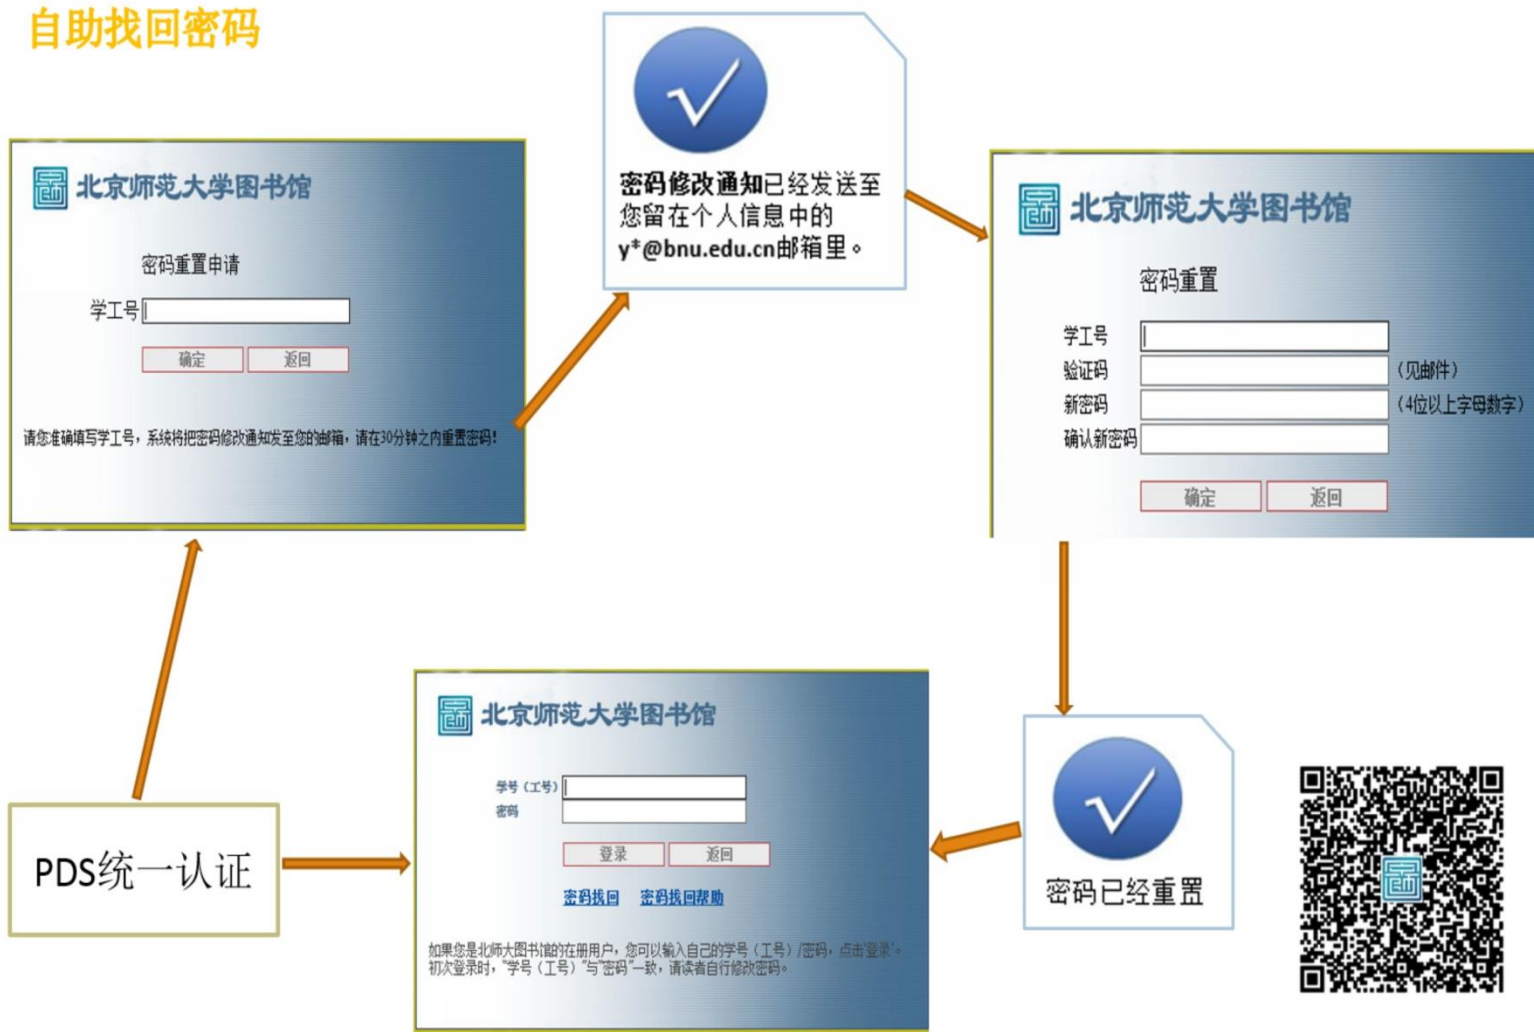 自助找回密码
北京师范大学图书馆
密码重置申请
学工号
确定 返回
请您准确填写学工号，系统将把密码修改通知发至您的邮箱，请在30分钟之内重置密码！
密码修改通知已经发送至
您留在个人信息中的
y*@bnu.edu.cn邮箱里。
北京师范大学图书馆
密码重置
学工号
验证码 （见邮件）
新密码 （4位以上字母数字）
确认新密码
确定 返回
PDS统一认证
北京师范大学图书馆
学号（工号）
密码
登录 返回
密码找回 密码找回帮助
如果您是北师大图书馆的在册用户，您可以输入自己的学号（工号）/密码，点击'登录'。
初次登录时，"学号（工号）"与"密码"一致，请读者自行修改密码。
密码已经重置